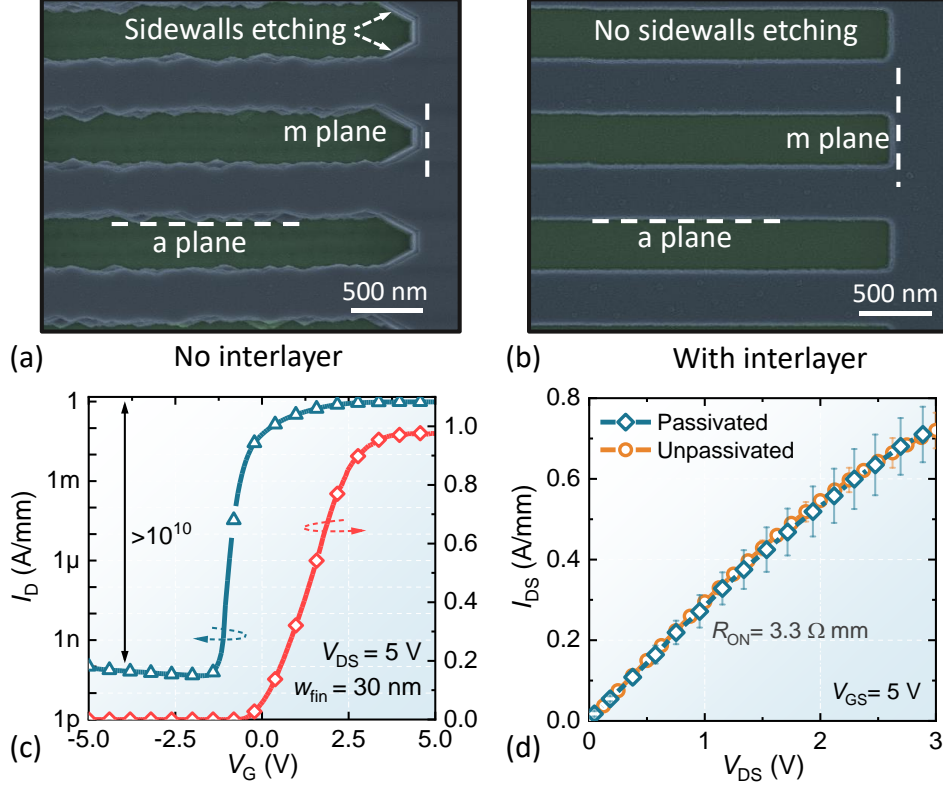 Sidewalls etching
m plane
a plane
500 nm
(a)
No interlayer
No sidewalls etching
m plane
a plane
500 nm
(b)
With interlayer
1
1m
1μ
1n
1p
I_D (A/mm)
>10^10
1.0
0.8
0.6
0.4
0.2
0.0
V_DS = 5 V
w_fin = 30 nm
-5.0 -2.5 0.0 2.5 5.0
(c)
V_G (V)
0.8
0.6
0.4
0.2
0.0
I_DS (A/mm)
Passivated
Unpassivated
R_ON= 3.3 Ω mm
V_GS= 5 V
0 1 2 3
(d)
V_DS (V)